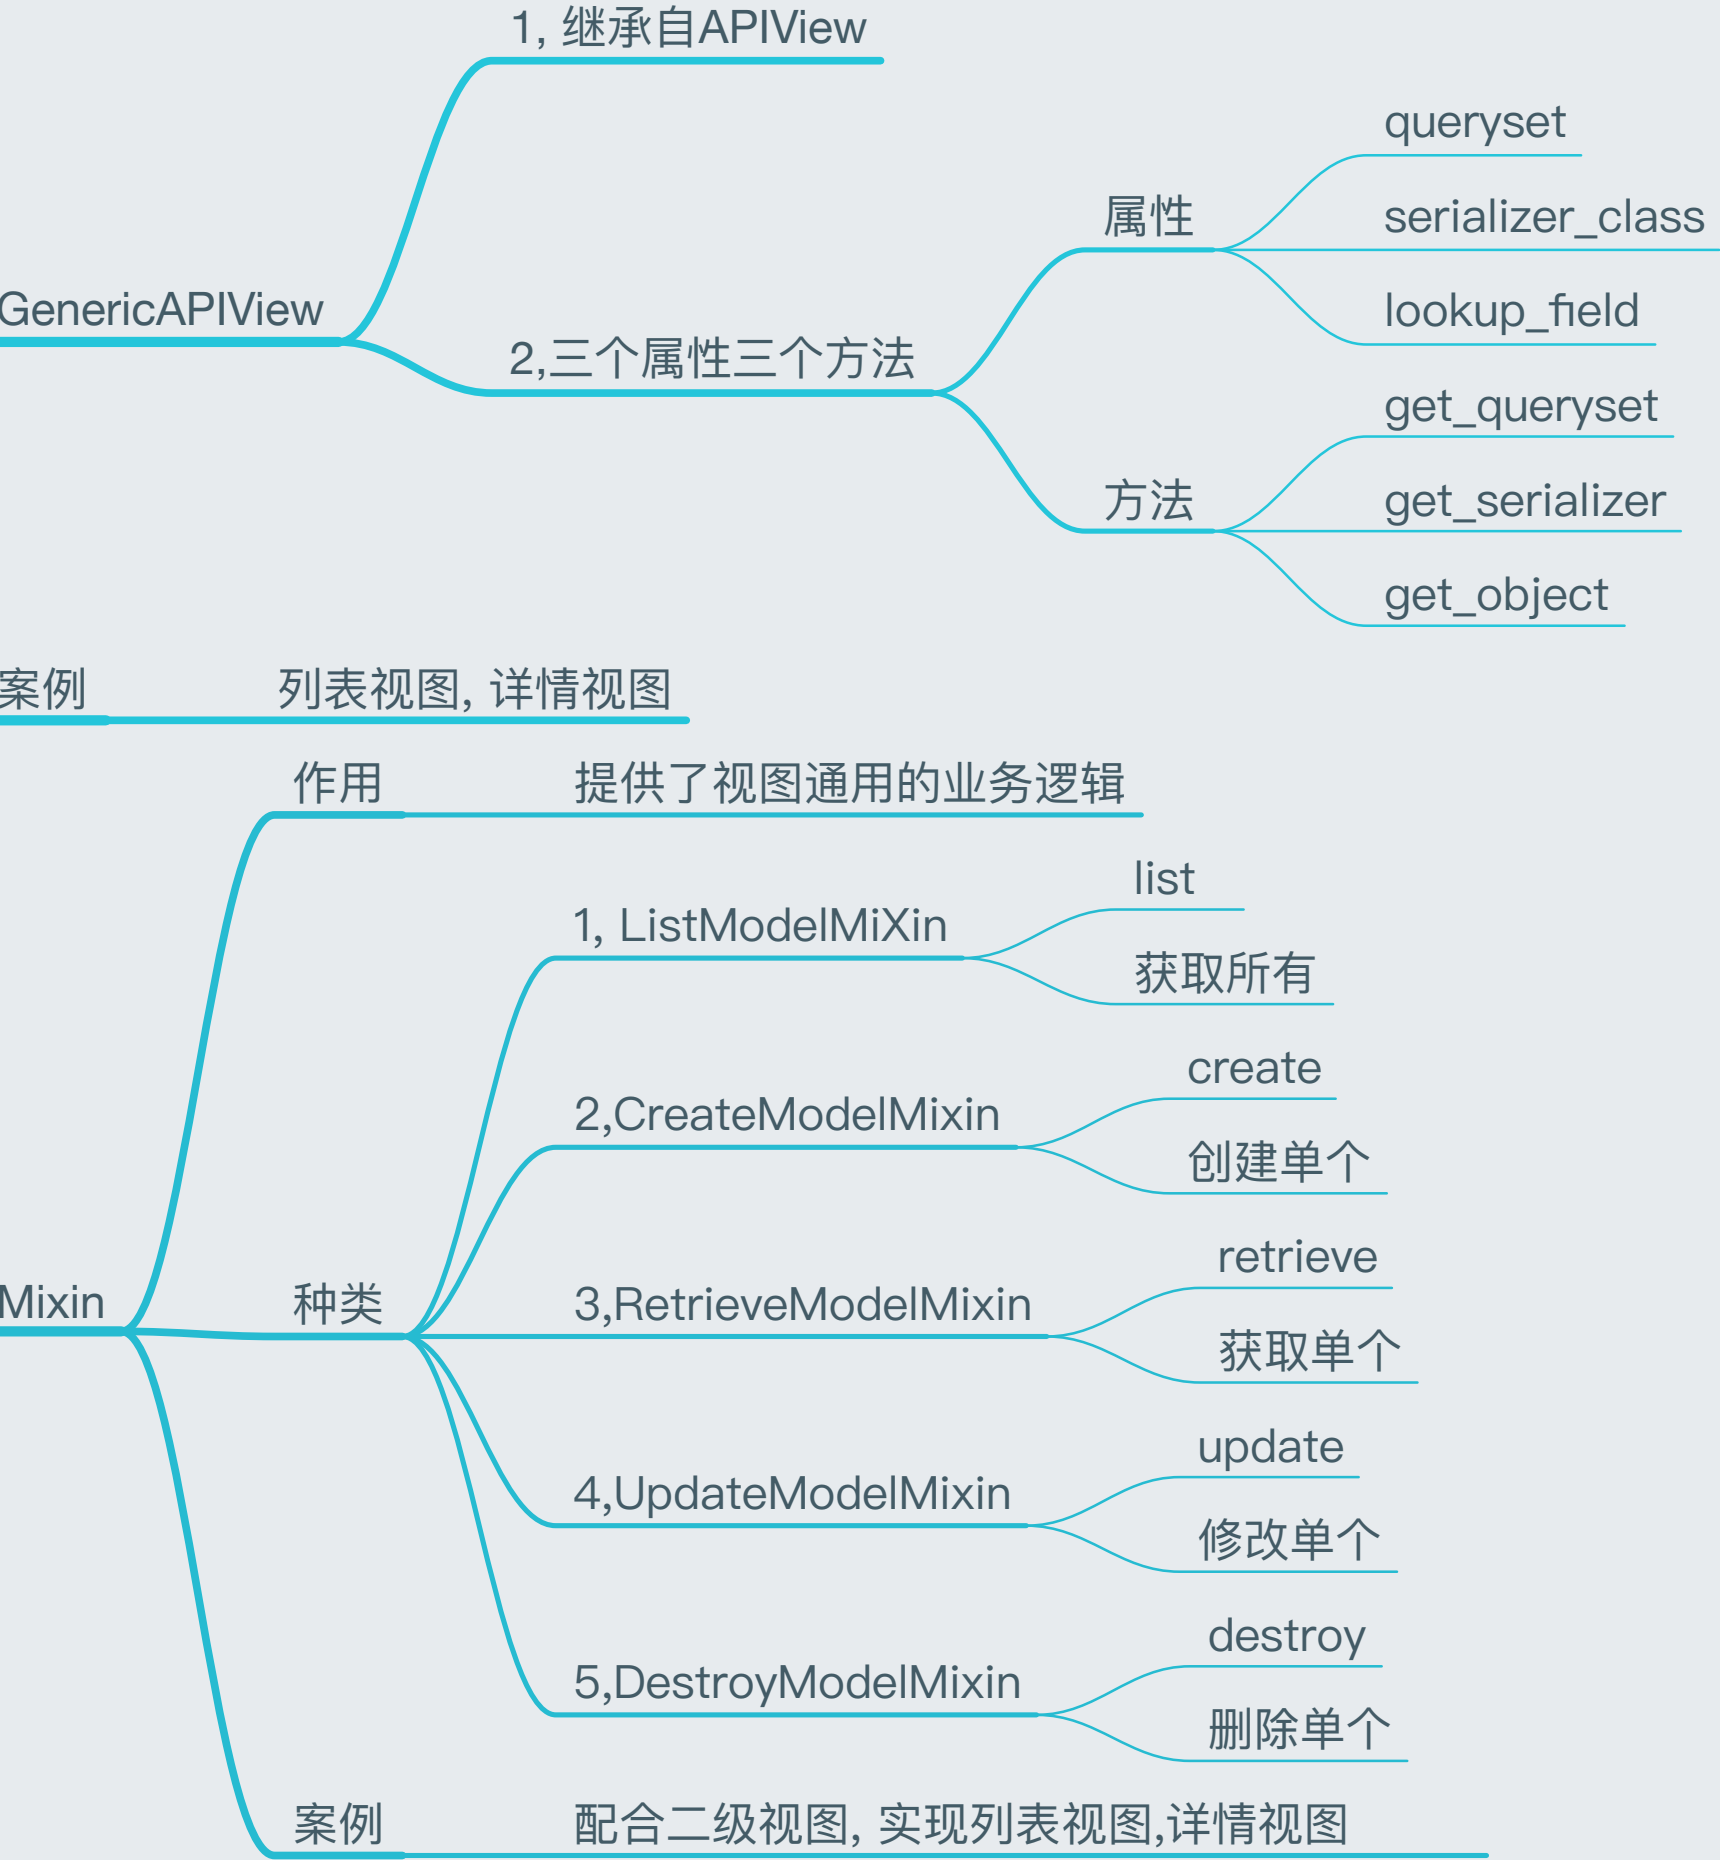 1, 继承自APIView
queryset
属性
serializer_class
GenericAPIView
lookup_field
2,三个属性三个方法
get_queryset
方法
get_serializer
get_object
案例
列表视图, 详情视图
作用
提供了视图通用的业务逻辑
list
1, ListModelMiXin
获取所有
create
2,CreateModelMixin
创建单个
retrieve
Mixin
种类
3,RetrieveModelMixin
获取单个
update
4,UpdateModelMixin
修改单个
destroy
5,DestroyModelMixin
删除单个
案例
配合二级视图, 实现列表视图,详情视图